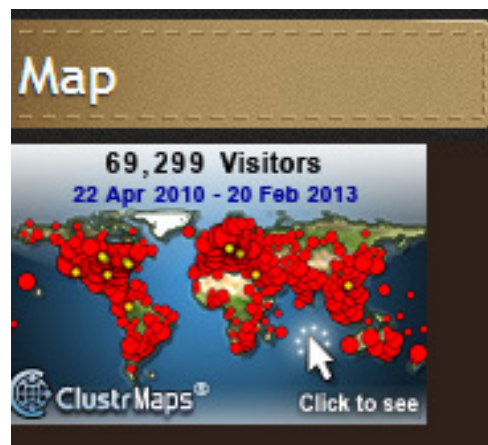 Map
69,299 Visitors
22 Apr 2010 - 20 Feb 2013
ClustrMaps®
Click to see